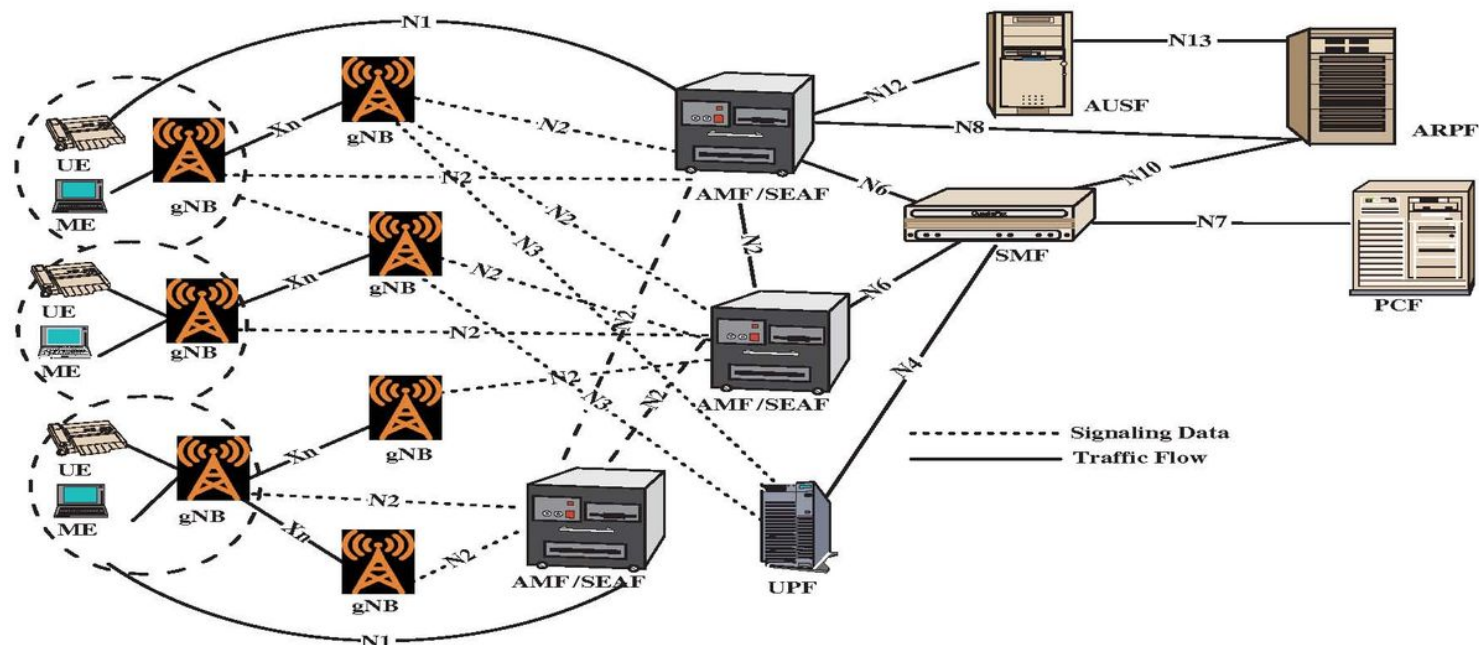 N1
N13
AUSF
N12
ARPF
Xn
gNB
N2
N8
UE
ME
gNB
N2
AMF/SEAF
N6
N10
N2
N3
N2
QuadraFlex
SMF
N7
PCF
UE
ME
Xn
gNB
gNB
N2
N2
AMF/SEAF
N6
N4
N2
N2
N3
N2
Xn
gNB
UE
ME
gNB
N2
Xn
gNB
N2
AMF/SEAF
UPF
N1
Signaling Data
Traffic Flow